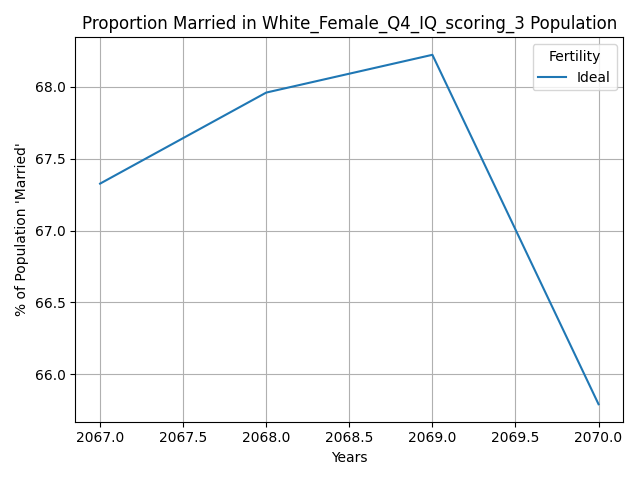 Proportion Married in White_Female_Q4_IQ_scoring_3 Population
Fertility
Ideal
% of Population 'Married'
68.0
67.5
67.0
66.5
66.0
2067.0 2067.5 2068.0 2068.5 2069.0 2069.5 2070.0
Years